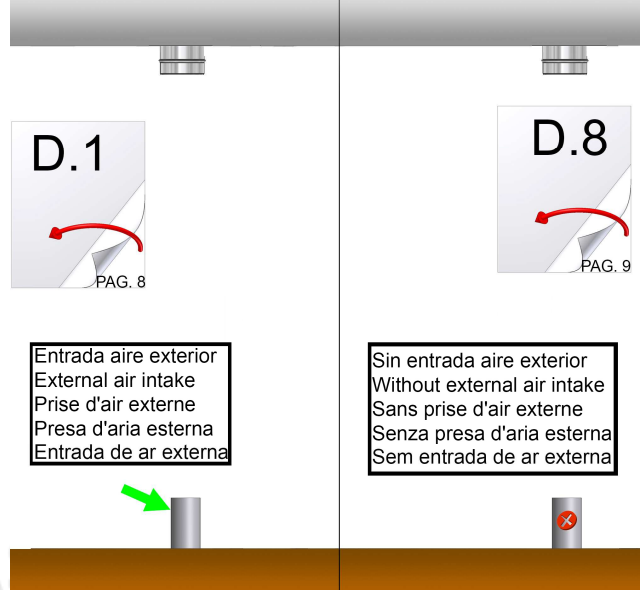 D.1
PAG. 8
Entrada aire exterior
External air intake
Prise d'air externe
Presa d'aria esterna
Entrada de ar externa
D.8
PAG. 9
Sin entrada aire exterior
Without external air intake
Sans prise d'air externe
Senza presa d'aria esterna
Sem entrada de ar externa